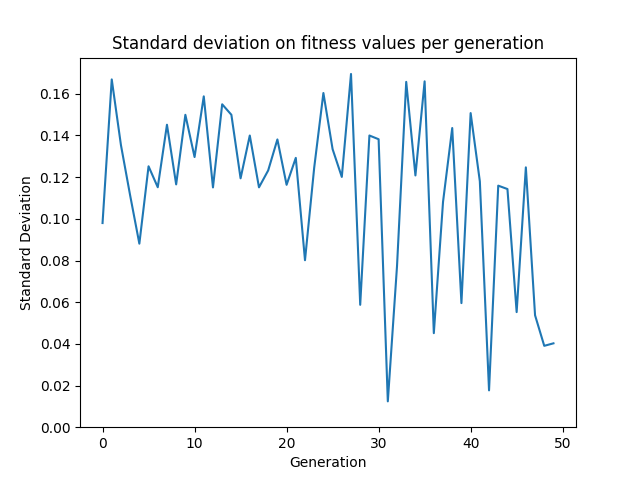 Standard deviation on fitness values per generation
0.16
0.14
0.12
0.10
0.08
0.06
0.04
0.02
0.00
Standard Deviation
0 10 20 30 40 50
Generation